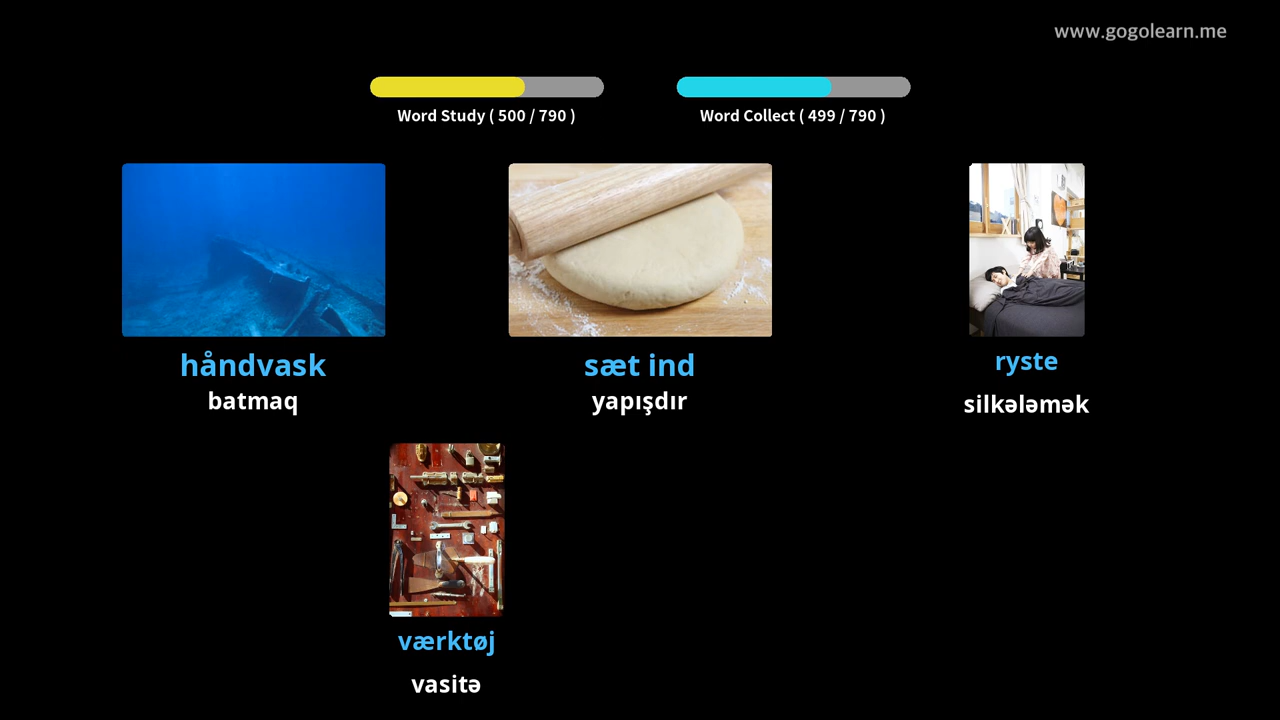 www.gogolearn.me
Word Study ( 500 / 790 )
Word Collect ( 499 / 790 )
håndvask
batmaq
sæt ind
yapışdır
ryste
silkələmək
værktøj
vasitə